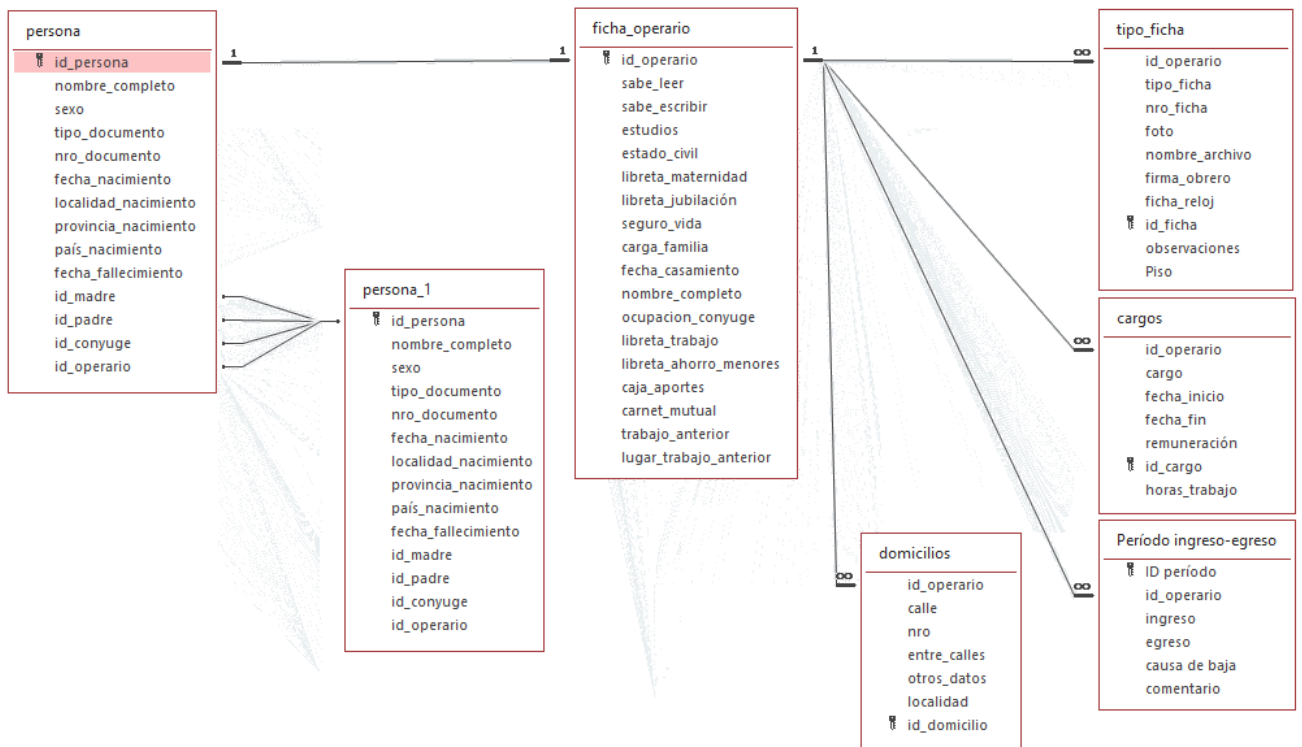 persona
id_persona
nombre_completo
sexo
tipo_documento
nro_documento
fecha_nacimiento
localidad_nacimiento
provincia_nacimiento
país_nacimiento
fecha_fallecimiento
id_madre
id_padre
id_conyuge
id_operario
1
1
persona_1
id_persona
nombre_completo
sexo
tipo_documento
nro_documento
fecha_nacimiento
localidad_nacimiento
provincia_nacimiento
país_nacimiento
fecha_fallecimiento
id_madre
id_padre
id_conyuge
id_operario
ficha_operario
id_operario
sabe_leer
sabe_escribir
estudios
estado_civil
libreta_maternidad
libreta_jubilación
seguro_vida
carga_familia
fecha_casamiento
nombre_completo
ocupacion_conyuge
libreta_trabajo
libreta_ahorro_menores
caja_aportes
carnet_mutual
trabajo_anterior
lugar_trabajo_anterior
1
∞
∞
∞
∞
domicilios
id_operario
calle
nro
entre_calles
otros_datos
localidad
id_domicilio
tipo_ficha
id_operario
tipo_ficha
nro_ficha
foto
nombre_archivo
firma_obrero
ficha_reloj
id_ficha
observaciones
Piso
cargos
id_operario
cargo
fecha_inicio
fecha_fin
remuneración
id_cargo
horas_trabajo
Período ingreso-egreso
ID período
id_operario
ingreso
egreso
causa de baja
comentario